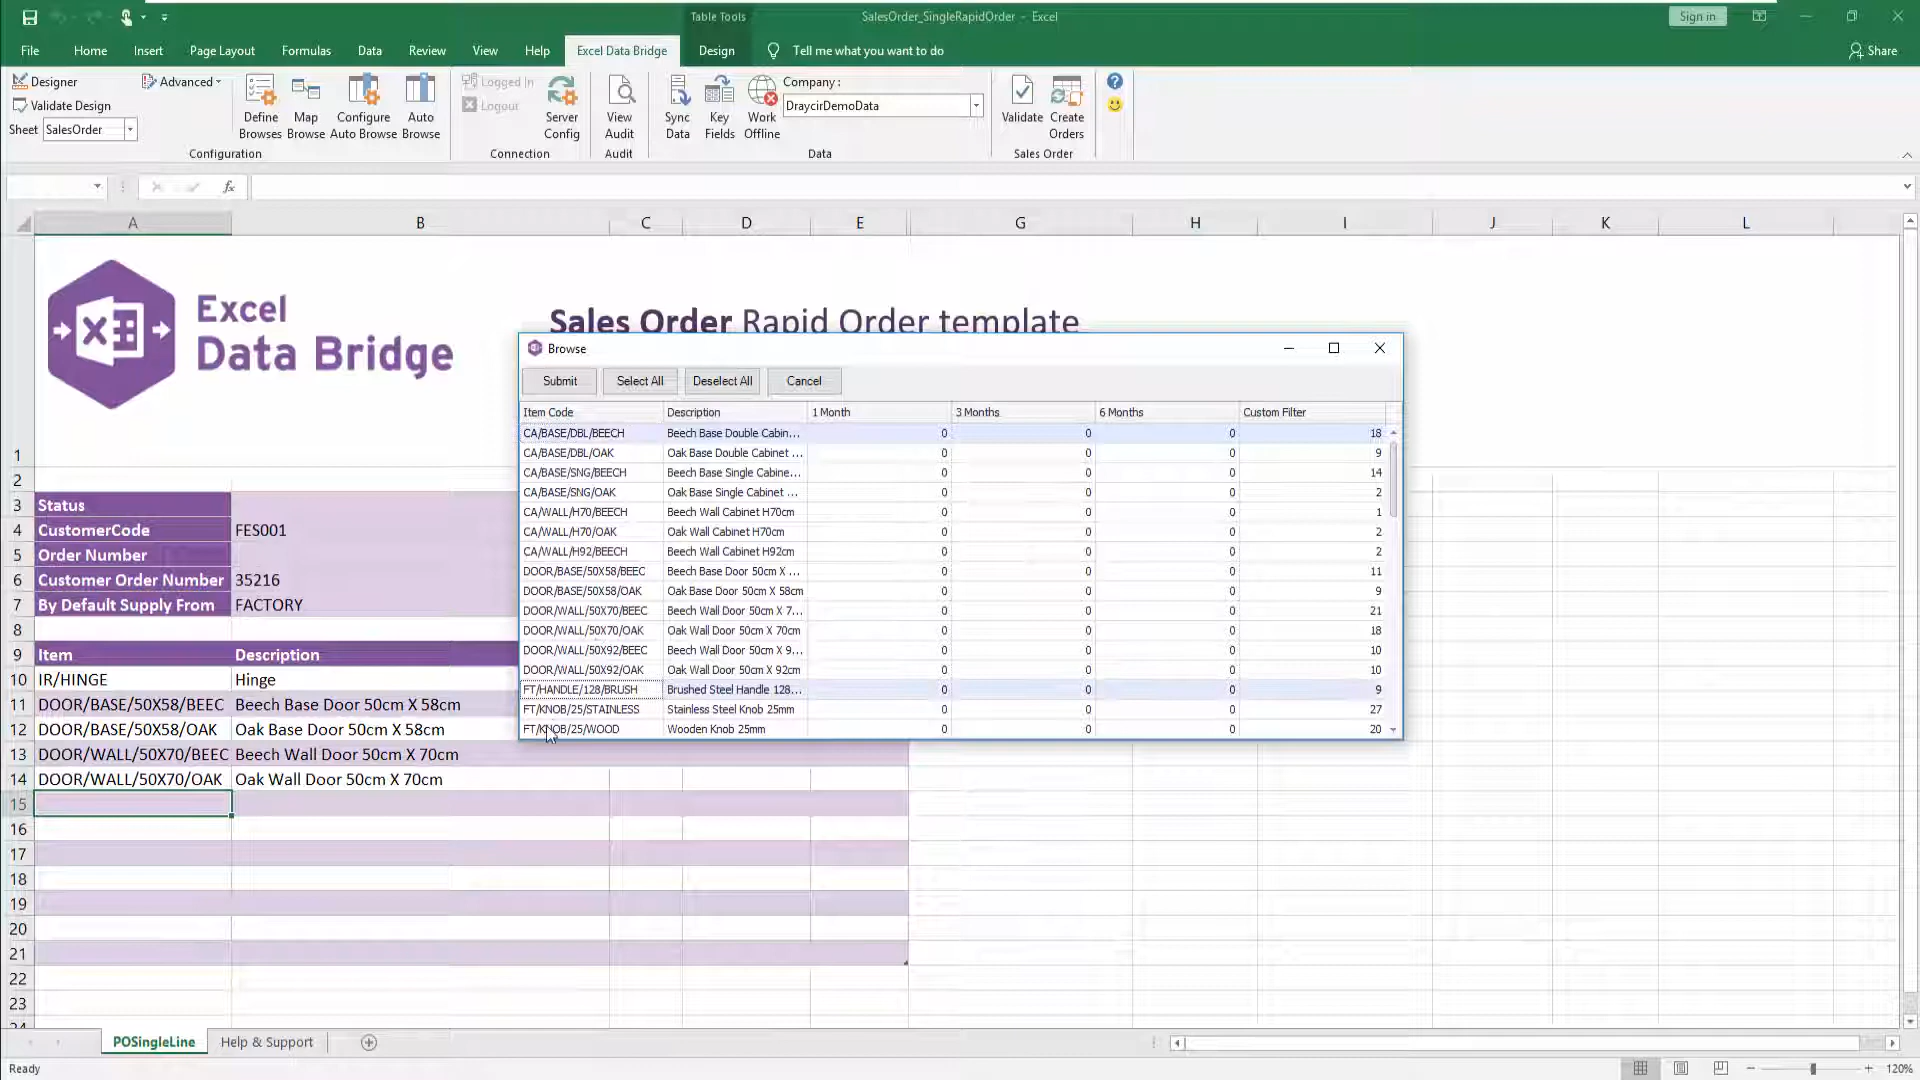 Table Tools
SalesOrder_SingleRapidOrder - Excel
Sign in
File Home Insert Page Layout Formulas Data Review View Help Excel Data Bridge Design Tell me what you want to do Share
Designer
Validate Design
Sheet SalesOrder
Advanced
Define Browses
Map Browse
Configure Auto Browse
Auto Browse
Configuration
Logged In
Logout
Server Config
Connection
View Audit
Audit
Sync Data
Key Fields
Work Offline
Company :
DraycirDemoData
Data
Validate
Create Orders
Sales Order
fx
A B C D E G H I J K L
Excel
Data Bridge
Sales Order Rapid Order template
1
2
3 Status
4 CustomerCode FES001
5 Order Number
6 Customer Order Number 35216
7 By Default Supply From FACTORY
8
9 Item Description
10 IR/HINGE Hinge
11 DOOR/BASE/50X58/BEEC Beech Base Door 50cm X 58cm
12 DOOR/BASE/50X58/OAK Oak Base Door 50cm X 58cm
13 DOOR/WALL/50X70/BEEC Beech Wall Door 50cm X 70cm
14 DOOR/WALL/50X70/OAK Oak Wall Door 50cm X 70cm
15
16
17
18
19
20
21
22
23
24
Browse
Submit Select All Deselect All Cancel
Item Code Description 1 Month 3 Months 6 Months Custom Filter
CA/BASE/DBL/BEECH Beech Base Double Cabin... 0 0 0 18
CA/BASE/DBL/OAK Oak Base Double Cabinet ... 0 0 0 9
CA/BASE/SNG/BEECH Beech Base Single Cabine... 0 0 0 14
CA/BASE/SNG/OAK Oak Base Single Cabinet ... 0 0 0 2
CA/WALL/H70/BEECH Beech Wall Cabinet H70cm 0 0 0 1
CA/WALL/H70/OAK Oak Wall Cabinet H70cm 0 0 0 2
CA/WALL/H92/BEECH Beech Wall Cabinet H92cm 0 0 0 2
DOOR/BASE/50X58/BEEC Beech Base Door 50cm X ... 0 0 0 11
DOOR/BASE/50X58/OAK Oak Base Door 50cm X 58cm 0 0 0 9
DOOR/WALL/50X70/BEEC Beech Wall Door 50cm X 7... 0 0 0 21
DOOR/WALL/50X70/OAK Oak Wall Door 50cm X 70cm 0 0 0 18
DOOR/WALL/50X92/BEEC Beech Wall Door 50cm X 9... 0 0 0 10
DOOR/WALL/50X92/OAK Oak Wall Door 50cm X 92cm 0 0 0 10
FT/HANDLE/128/BRUSH Brushed Steel Handle 128... 0 0 0 9
FT/KNOB/25/STAINLESS Stainless Steel Knob 25mm 0 0 0 27
FT/KNOB/25/WOOD Wooden Knob 25mm 0 0 0 20
POSingleLine Help & Support
Ready
120%